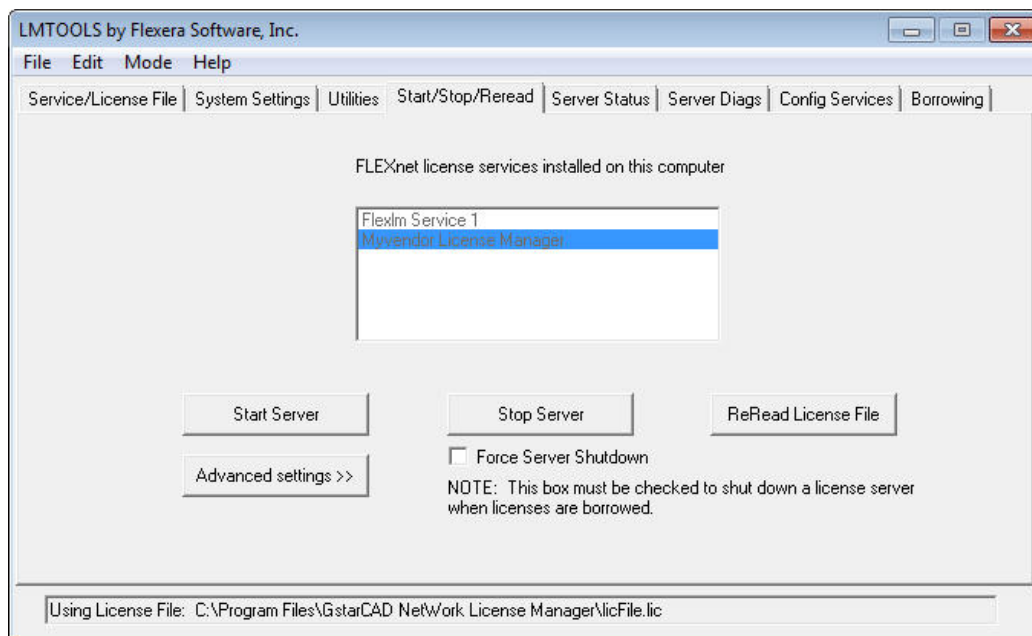 LMTOOLS by Flexera Software, Inc.
File Edit Mode Help
Service/License File System Settings Utilities Start/Stop/Reread Server Status Server Diags Config Services Borrowing
FLEXnet license services installed on this computer
Flexlm Service 1
Myvendor License Manager
Start Server Stop Server ReRead License File
Force Server Shutdown
Advanced settings >>
NOTE: This box must be checked to shut down a license server
when licenses are borrowed.
Using License File: C:\Program Files\GstarCAD NetWork License Manager\licFile.lic